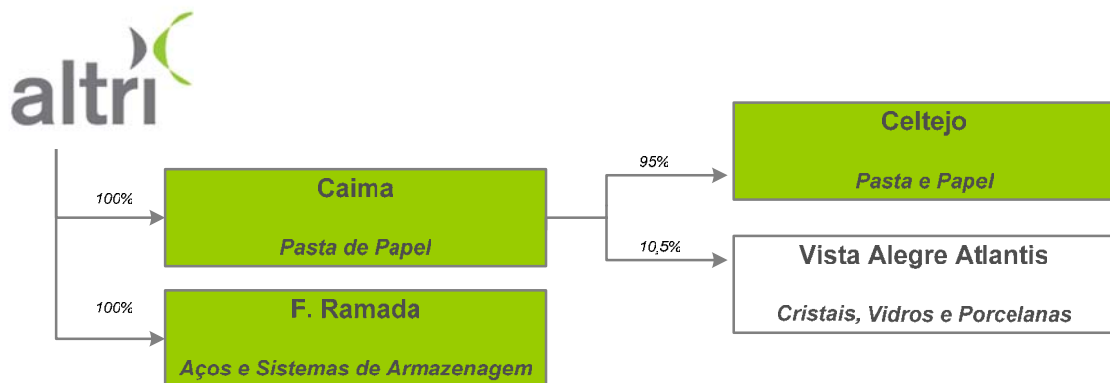 altri
100%
Caima
Pasta de Papel
100%
F. Ramada
Aços e Sistemas de Armazenagem
95%
Celtejo
Pasta e Papel
10,5%
Vista Alegre Atlantis
Cristais, Vidros e Porcelanas